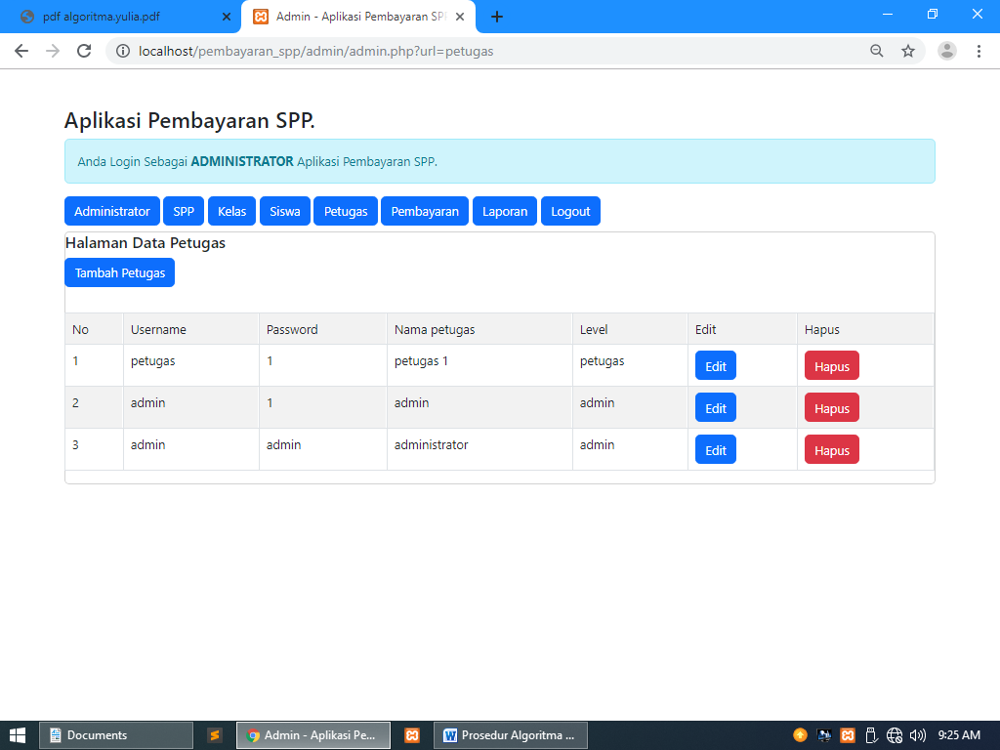 pdf algoritma.yulia.pdf
Admin - Aplikasi Pembayaran SP
localhost/pembayaran_spp/admin/admin.php?url=petugas
Aplikasi Pembayaran SPP.
Anda Login Sebagai ADMINISTRATOR Aplikasi Pembayaran SPP.
Administrator SPP Kelas Siswa Petugas Pembayaran Laporan Logout
Halaman Data Petugas
Tambah Petugas
No Username Password Nama petugas Level Edit Hapus
1 petugas 1 petugas 1 petugas Edit Hapus
2 admin 1 admin admin Edit Hapus
3 admin admin administrator admin Edit Hapus
Documents Admin - Aplikasi Pe... Prosedur Algoritma ... 9:25 AM